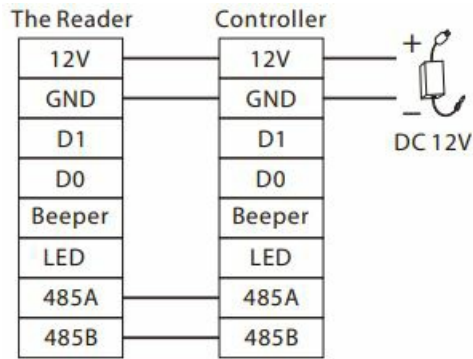 The Reader Controller
12V 12V +
GND GND −
D1 D1 DC 12V
D0 D0
Beeper Beeper
LED LED
485A 485A
485B 485B